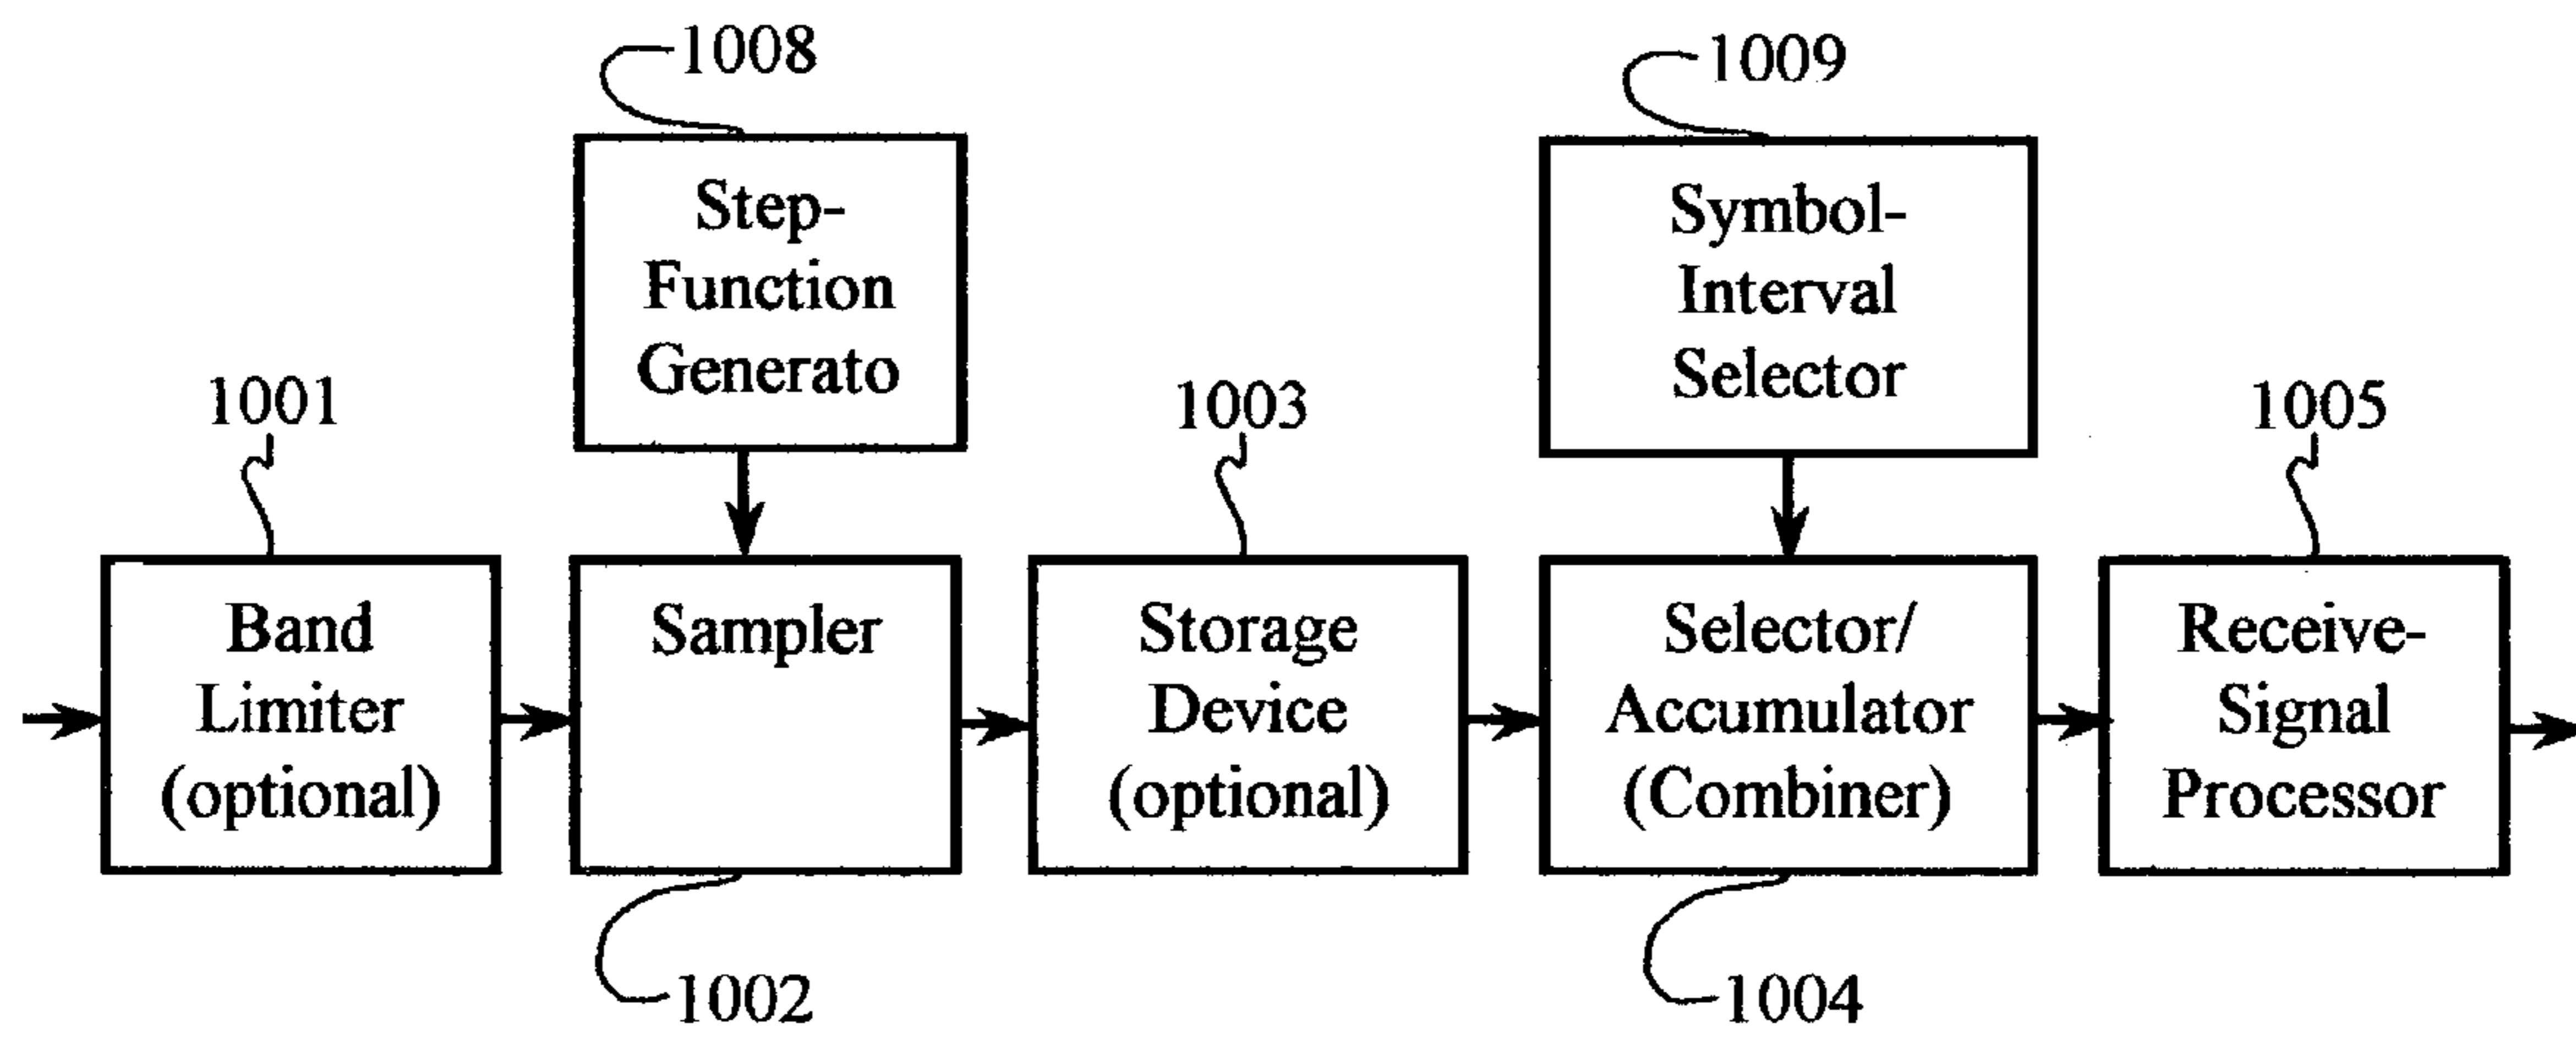 1008
1009
Step-
Function
Generato
Symbol-
Interval
Selector
1001
1003
1005
Band
Limiter
(optional)
Sampler
Storage
Device
(optional)
Selector/
Accumulator
(Combiner)
Receive-
Signal
Processor
1002
1004